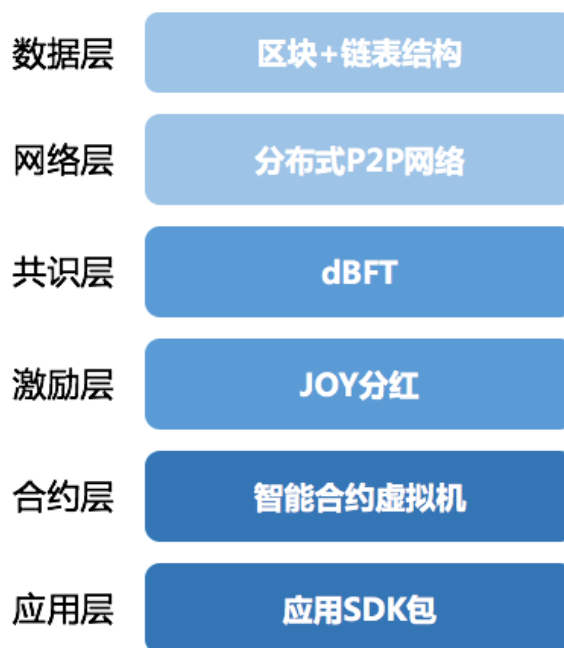 数据层 区块+链表结构
网络层 分布式P2P网络
共识层 dBFT
激励层 JOY分红
合约层 智能合约虚拟机
应用层 应用SDK包